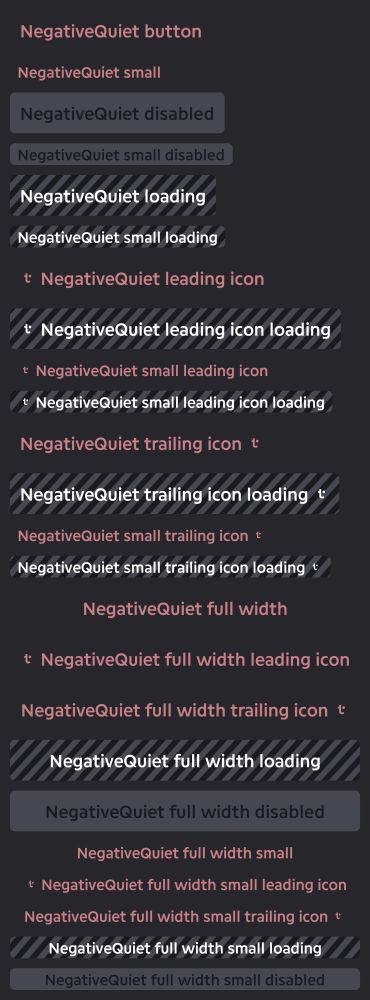 NegativeQuiet button
NegativeQuiet small
NegativeQuiet disabled
NegativeQuiet small disabled
NegativeQuiet loading
NegativeQuiet small loading
NegativeQuiet leading icon
NegativeQuiet leading icon loading
NegativeQuiet small leading icon
NegativeQuiet small leading icon loading
NegativeQuiet trailing icon
NegativeQuiet trailing icon loading
NegativeQuiet small trailing icon
NegativeQuiet small trailing icon loading
NegativeQuiet full width
NegativeQuiet full width leading icon
NegativeQuiet full width trailing icon
NegativeQuiet full width loading
NegativeQuiet full width disabled
NegativeQuiet full width small
NegativeQuiet full width small leading icon
NegativeQuiet full width small trailing icon
NegativeQuiet full width small loading
NegativeQuiet full width small disabled